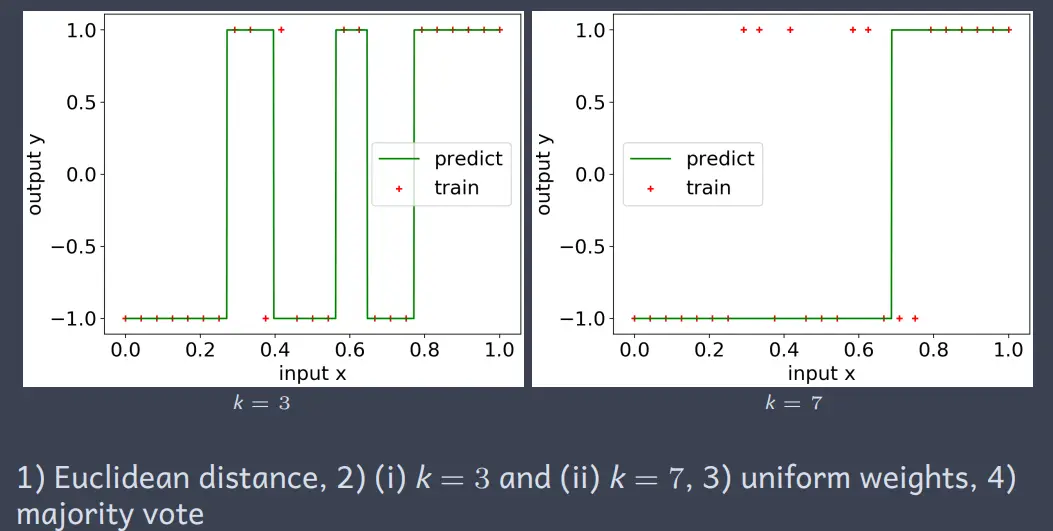 1.0
0.5
0.0
−0.5
−1.0
output y
predict
train
0.0 0.2 0.4 0.6 0.8 1.0
input x
k = 3
1.0
0.5
0.0
−0.5
−1.0
output y
predict
train
0.0 0.2 0.4 0.6 0.8 1.0
input x
k = 7
1) Euclidean distance, 2) (i) k = 3 and (ii) k = 7, 3) uniform weights, 4)
majority vote